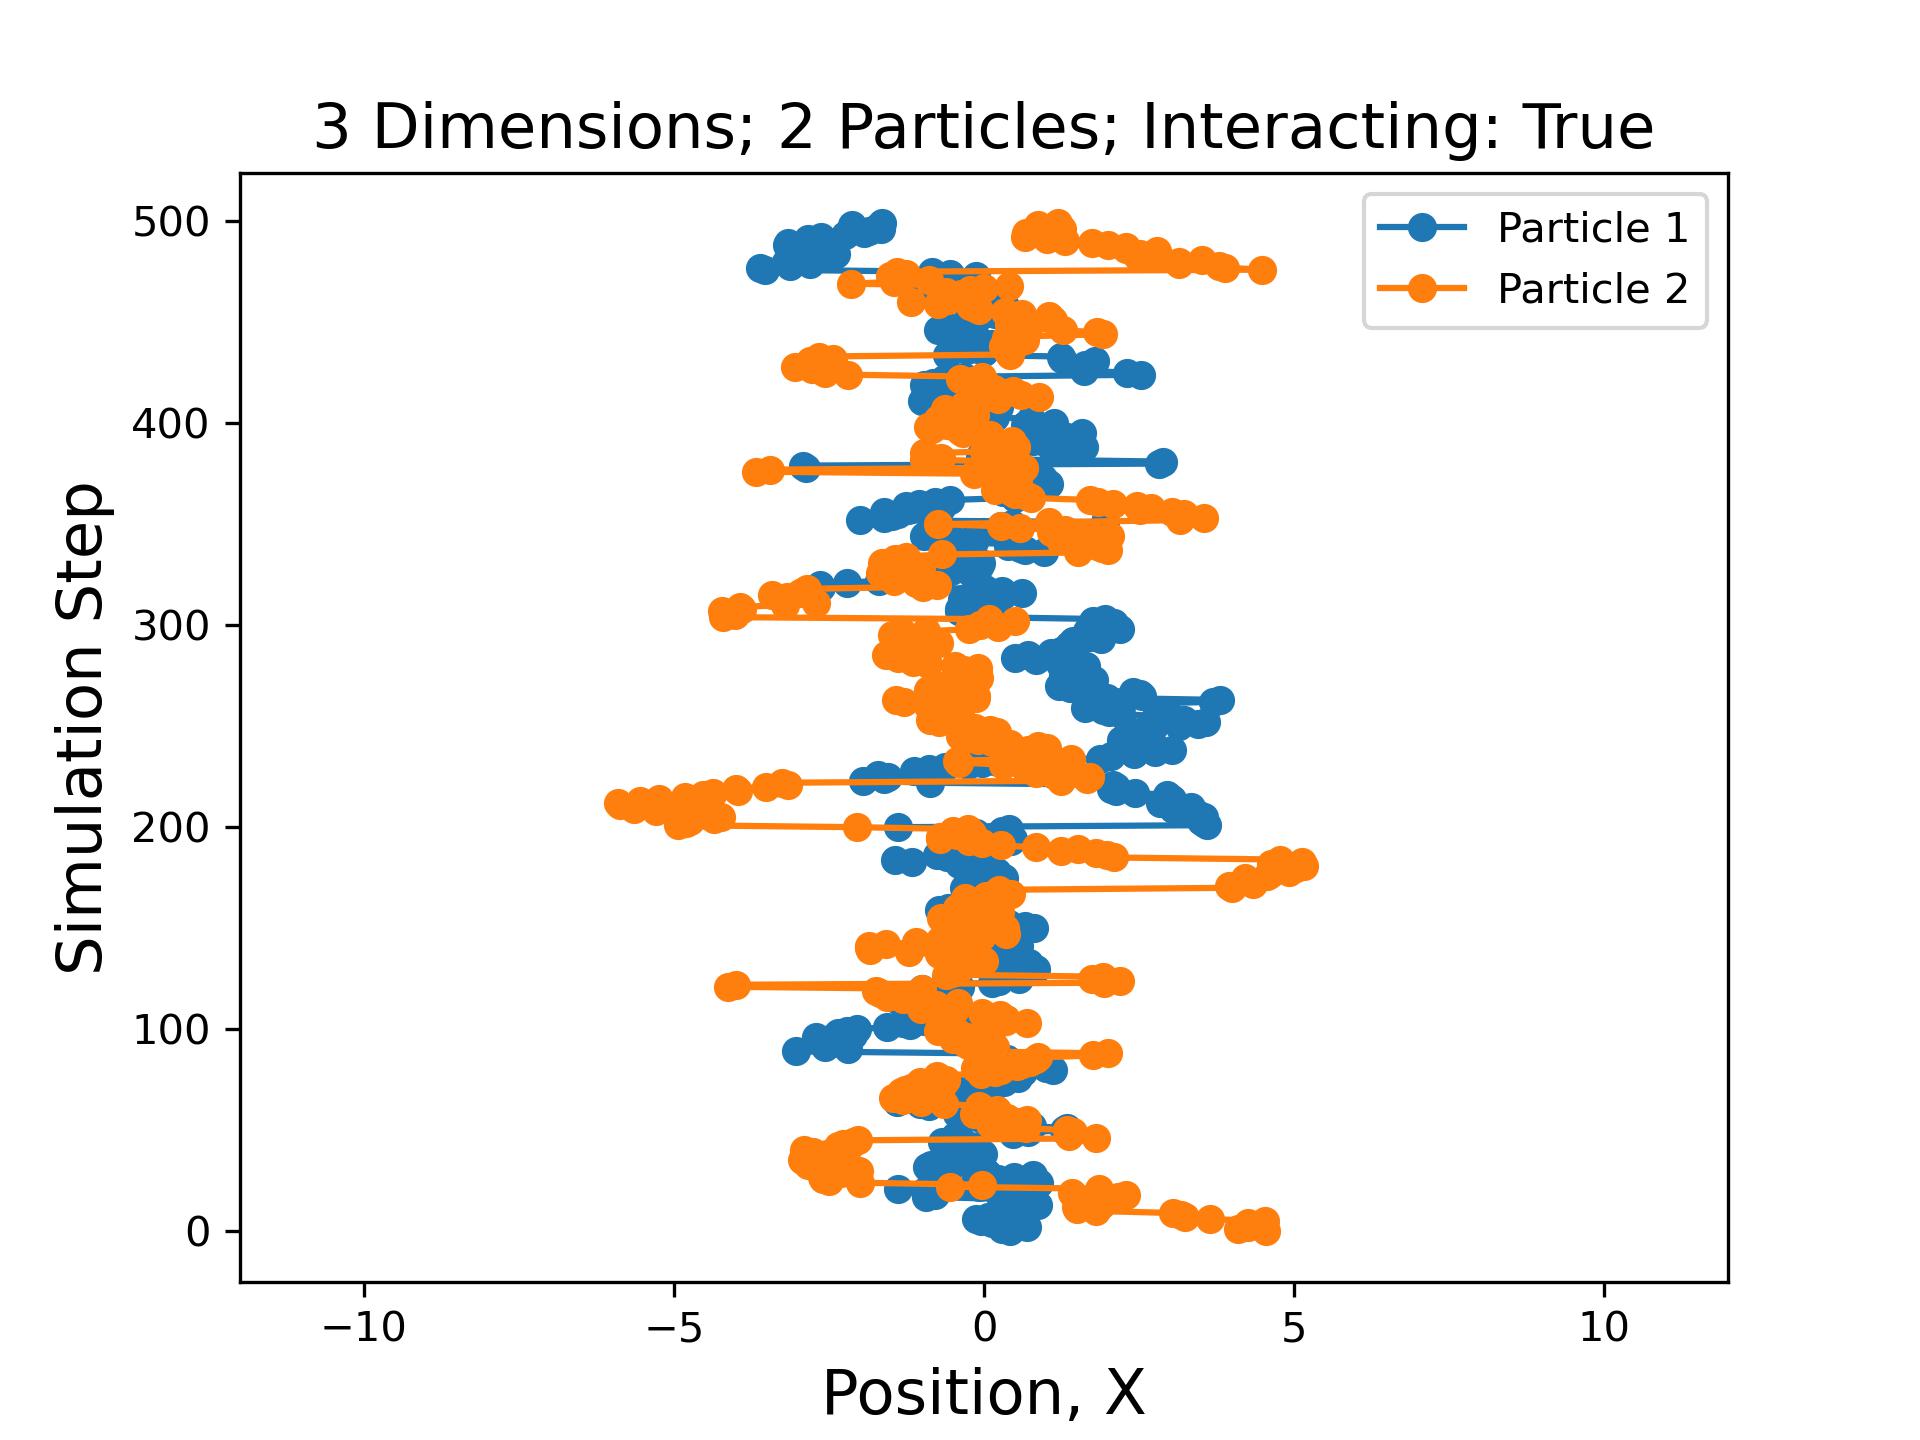 3 Dimensions; 2 Particles; Interacting: True
Particle 1
Particle 2
500
400
300
200
100
0
Simulation Step
−10
−5
0
5
10
Position, X